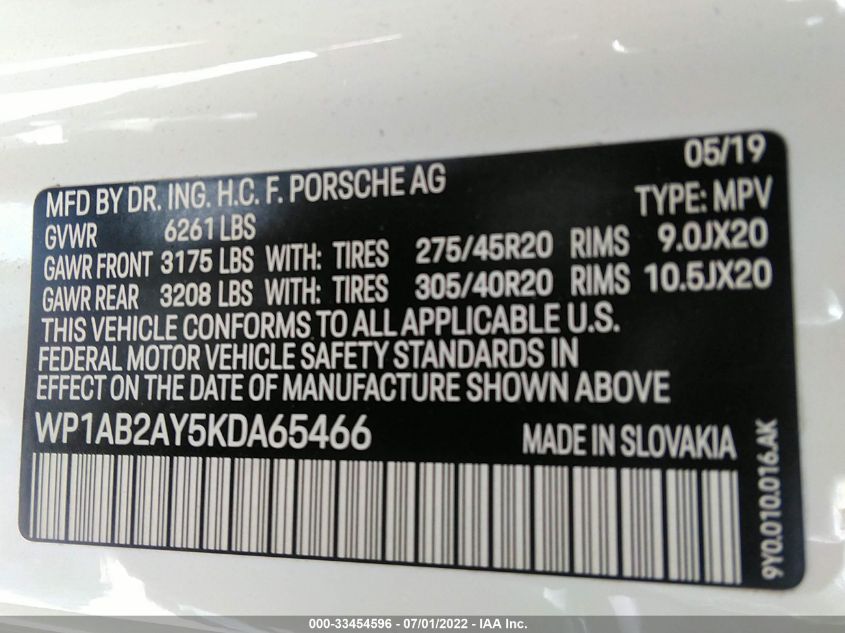 05/19
MFD BY DR. ING. H.C. F. PORSCHE AG TYPE: MPV
GVWR 6261 LBS
GAWR FRONT 3175 LBS WITH: TIRES 275/45R20 RIMS 9.0JX20
GAWR REAR 3208 LBS WITH: TIRES 305/40R20 RIMS 10.5JX20
THIS VEHICLE CONFORMS TO ALL APPLICABLE U.S.
FEDERAL MOTOR VEHICLE SAFETY STANDARDS IN
EFFECT ON THE DATE OF MANUFACTURE SHOWN ABOVE
WP1AB2AY5KDA65466 MADE IN SLOVAKIA
9Y0.010.016.AK
000-33454596 - 07/01/2022 - IAA Inc.